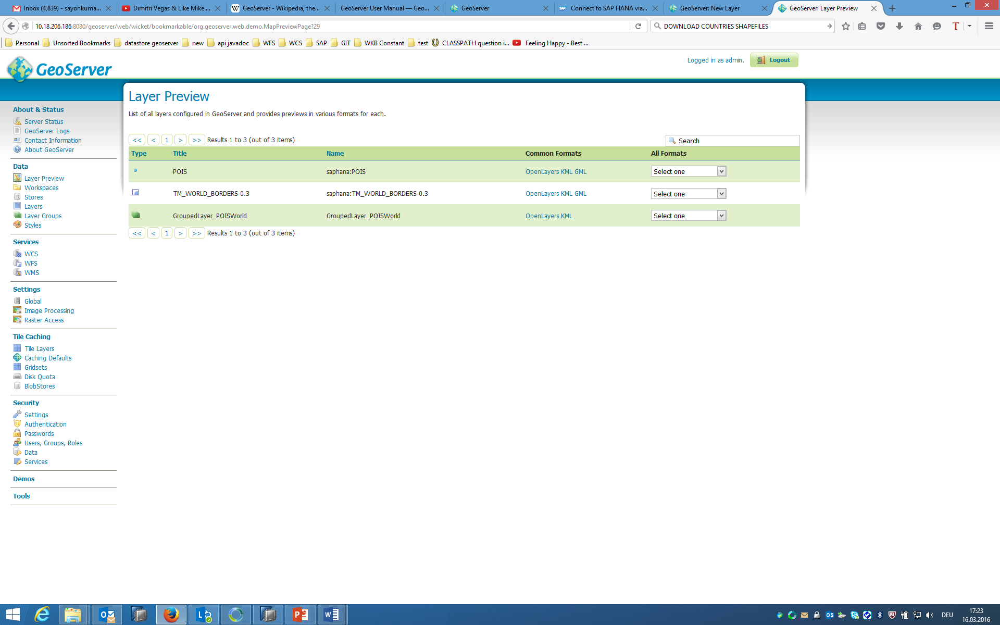 Inbox (4,839) - sayonkuma...
Dimitri Vegas & Like Mike ...
GeoServer - Wikipedia, the...
GeoServer User Manual — Geo...
GeoServer
Connect to SAP HANA via...
GeoServer: New Layer
GeoServer: Layer Preview
10.18.206.186:8080/geoserver/web/wicket/bookmarkable/org.geoserver.web.demo.MapPreviewPage?29
DOWNLOAD COUNTRIES SHAPEFILES
Personal
Unsorted Bookmarks
datastore geoserver
new
api javadoc
WFS
WCS
SAP
GIT
WKB Constant
test
CLASSPATH question i...
Feeling Happy - Best ...
GeoServer
Logged in as admin.
Logout
About & Status
Server Status
GeoServer Logs
Contact Information
About GeoServer
Data
Layer Preview
Workspaces
Stores
Layers
Layer Groups
Styles
Services
WCS
WFS
WMS
Settings
Global
Image Processing
Raster Access
Tile Caching
Tile Layers
Caching Defaults
Gridsets
Disk Quota
BlobStores
Security
Settings
Authentication
Passwords
Users, Groups, Roles
Data
Services
Demos
Tools
Layer Preview
List of all layers configured in GeoServer and provides previews in various formats for each.
<< < 1 > >> Results 1 to 3 (out of 3 items)
Search
Type Title Name Common Formats All Formats
POIS saphana:POIS OpenLayers KML GML Select one
TM_WORLD_BORDERS-0.3 saphana:TM_WORLD_BORDERS-0.3 OpenLayers KML GML Select one
GroupedLayer_POISWorld GroupedLayer_POISWorld OpenLayers KML Select one
<< < 1 > >> Results 1 to 3 (out of 3 items)
DEU
17:23
16.03.2016